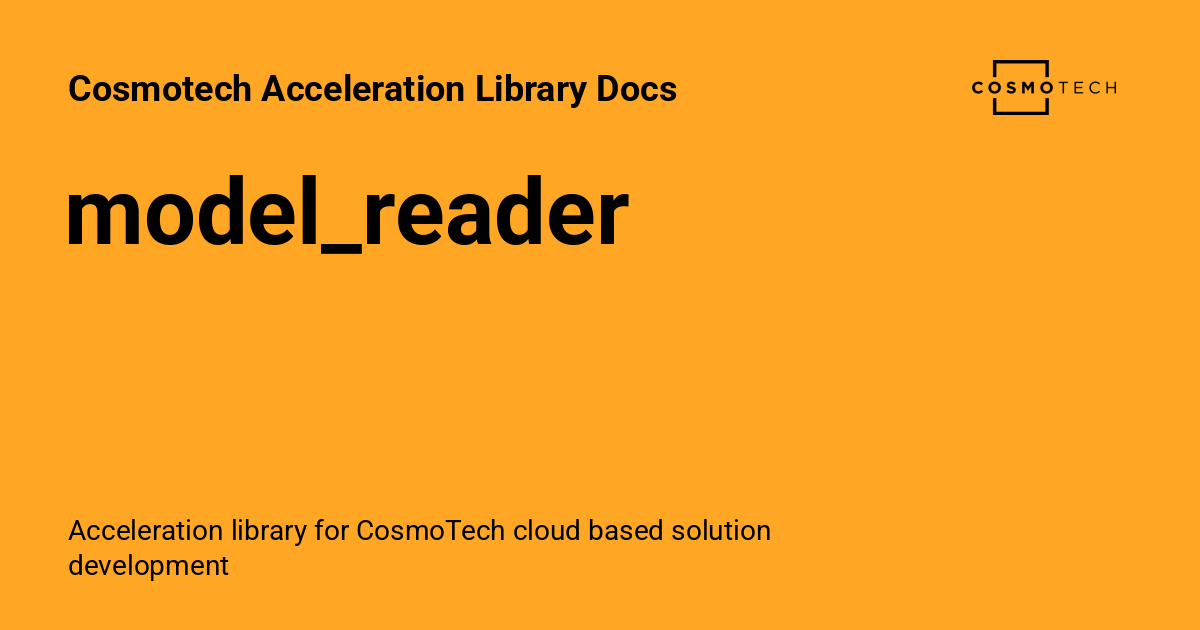 Cosmotech Acceleration Library Docs
COSMOTECH
model_reader
Acceleration library for CosmoTech cloud based solution
development